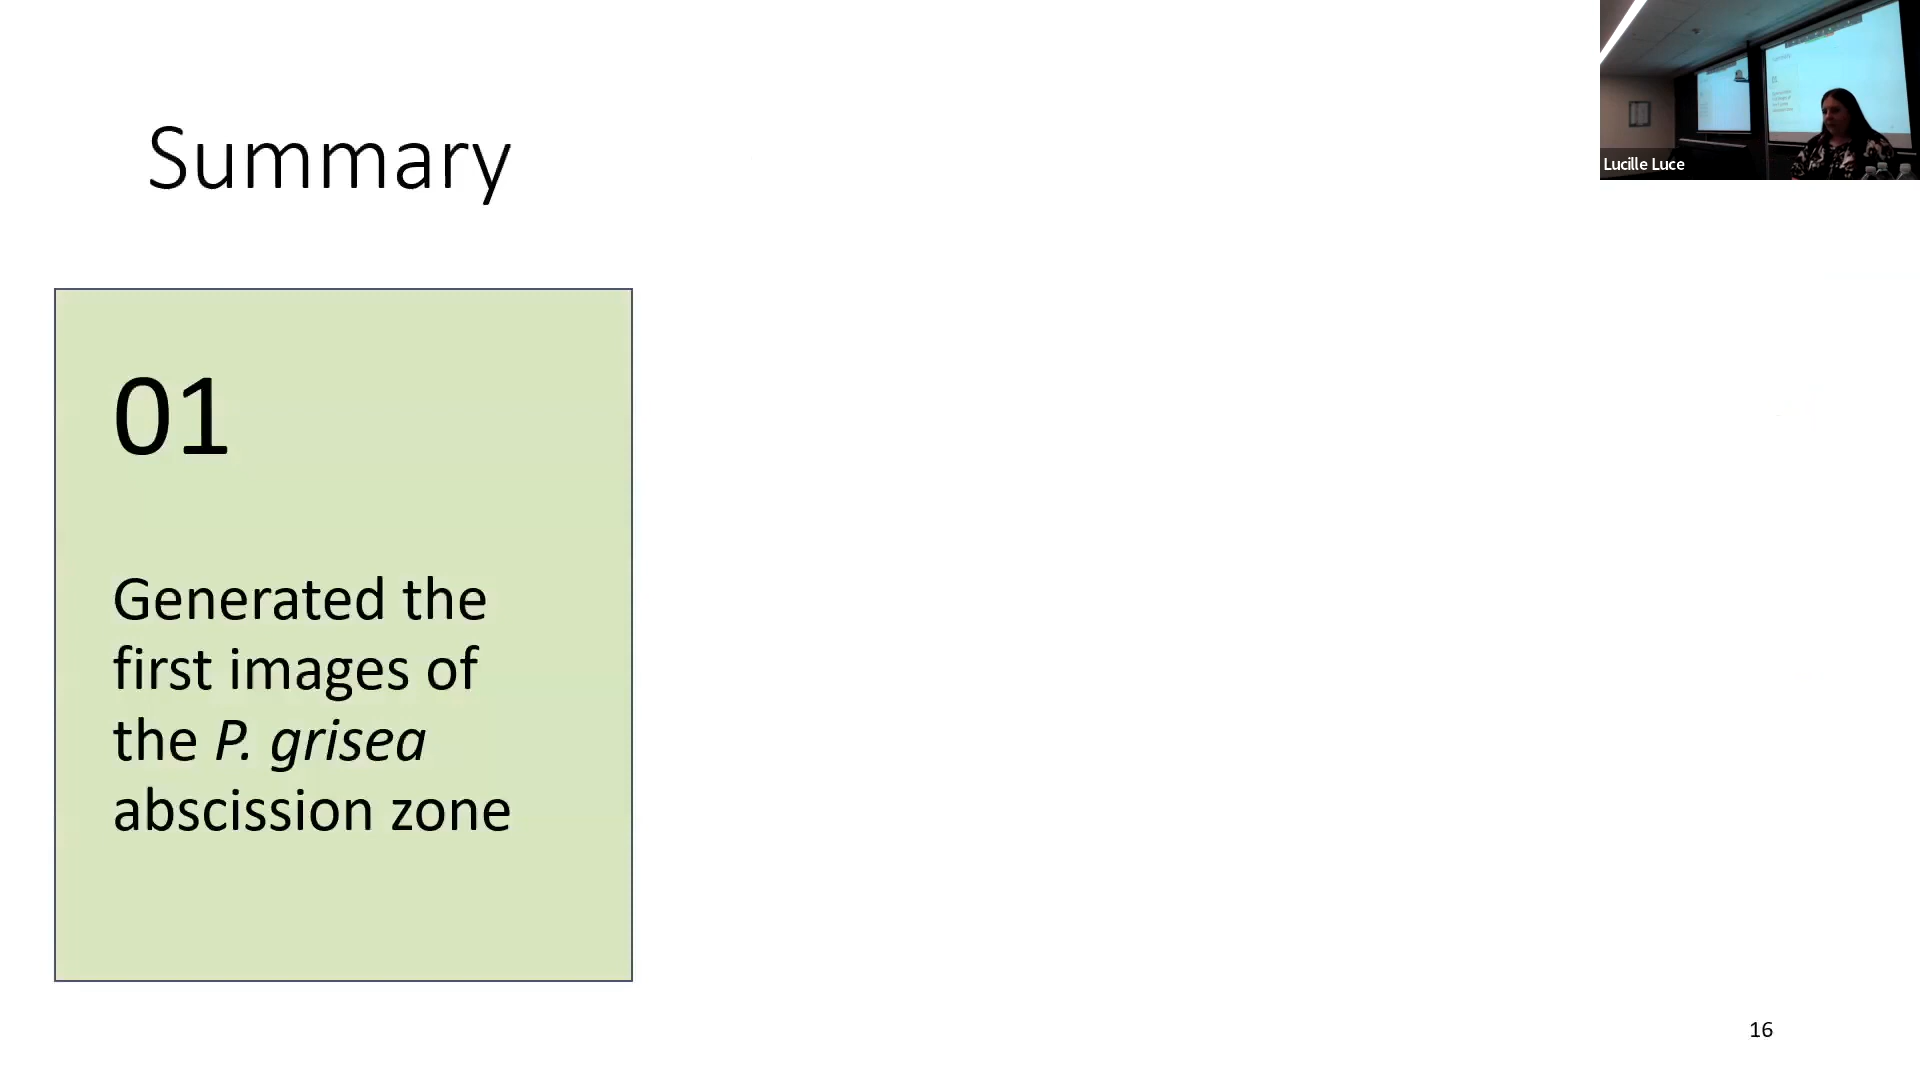 Summary
Lucille Luce
01
Generated the
first images of
the P. grisea
abscission zone
16